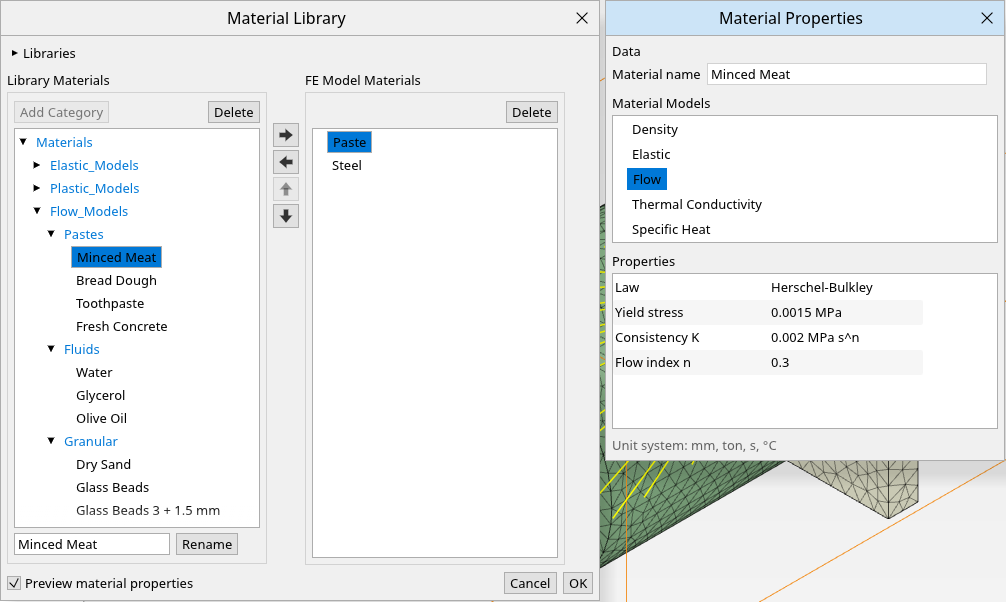 Material Library
Libraries
Library Materials
Add Category
Delete
Materials
Elastic_Models
Plastic_Models
Flow_Models
Pastes
Minced Meat
Bread Dough
Toothpaste
Fresh Concrete
Fluids
Water
Glycerol
Olive Oil
Granular
Dry Sand
Glass Beads
Glass Beads 3 + 1.5 mm
Minced Meat
Rename
FE Model Materials
Delete
Paste
Steel
Preview material properties
Cancel
OK
Material Properties
Data
Material name
Minced Meat
Material Models
Density
Elastic
Flow
Thermal Conductivity
Specific Heat
Properties
Law Herschel-Bulkley
Yield stress 0.0015 MPa
Consistency K 0.002 MPa s^n
Flow index n 0.3
Unit system: mm, ton, s, °C